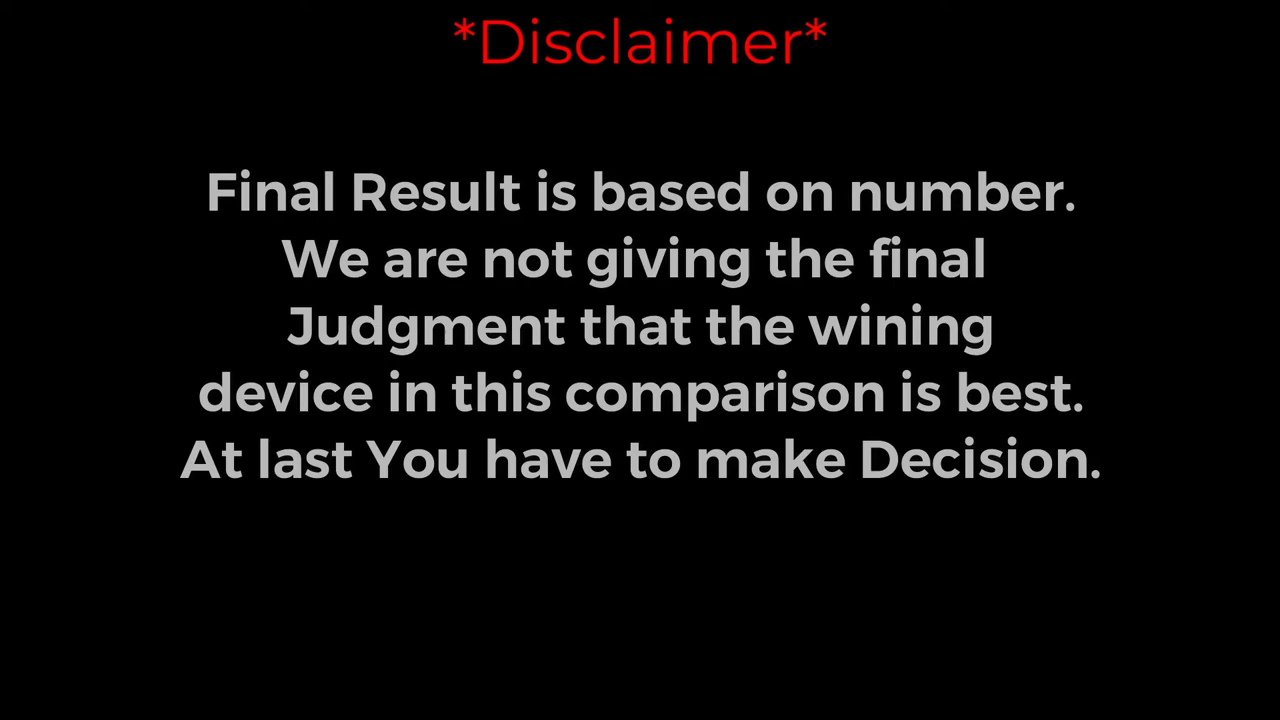 *Disclaimer*
Final Result is based on number.
We are not giving the final
Judgment that the wining
device in this comparison is best.
At last You have to make Decision.